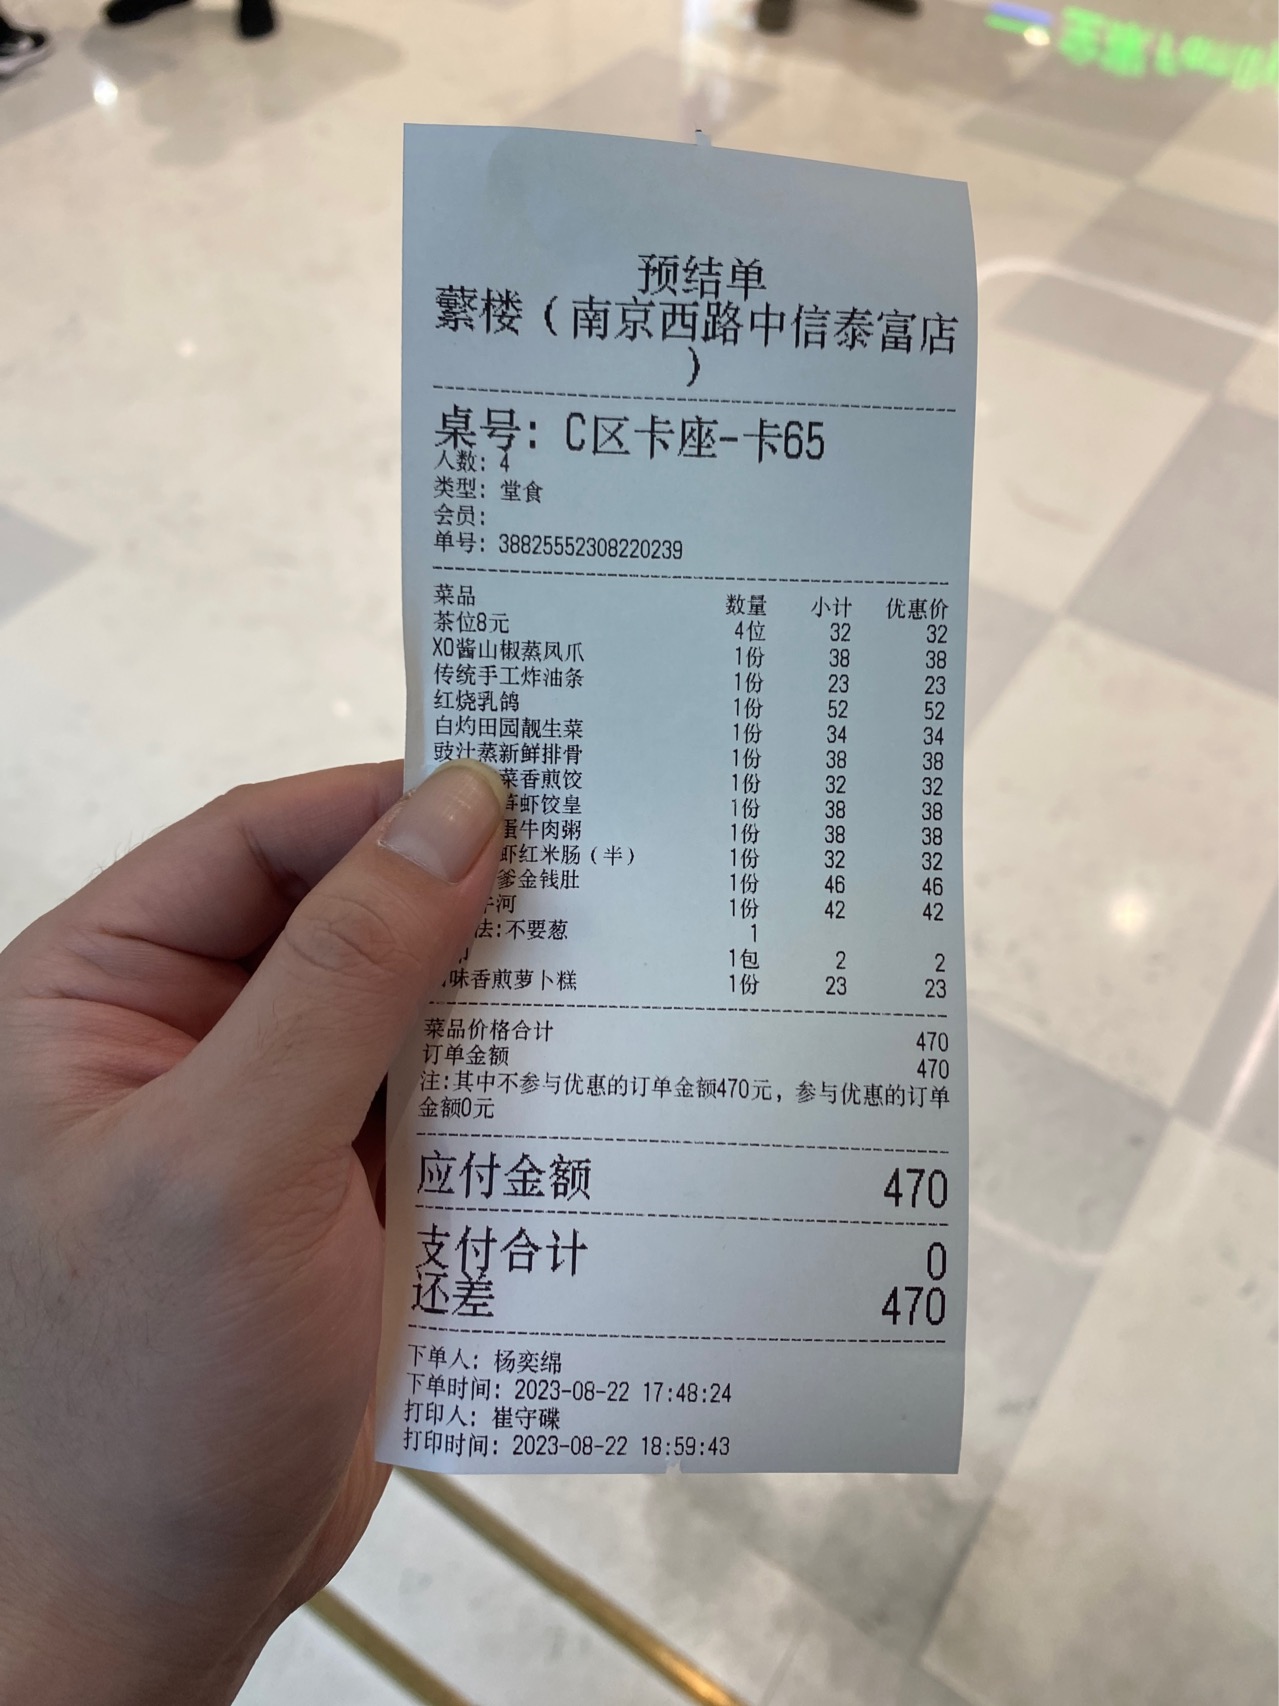 预结单
蘩楼（南京西路中信泰富店
）
桌号: C区卡座-卡65
人数: 4
类型: 堂食
会员:
单号: 38825552308220239
菜品 数量 小计 优惠价
茶位8元 4位 32 32
XO酱山椒蒸凤爪 1份 38 38
传统手工炸油条 1份 23 23
红烧乳鸽 1份 52 52
白灼田园靓生菜 1份 34 34
豉汁蒸新鲜排骨 1份 38 38
菜香煎饺 1份 32 32
笋虾饺皇 1份 38 38
蛋牛肉粥 1份 38 38
虾红米肠（半） 1份 32 32
爹金钱肚 1份 46 46
牛河 1份 42 42
法:不要葱 1
1包 2 2
味香煎萝卜糕 1份 23 23
菜品价格合计 470
订单金额 470
注:其中不参与优惠的订单金额470元，参与优惠的订单
金额0元
应付金额 470
支付合计 0
还差 470
下单人: 杨奕绵
下单时间: 2023-08-22 17:48:24
打印人: 崔守碟
打印时间: 2023-08-22 18:59:43